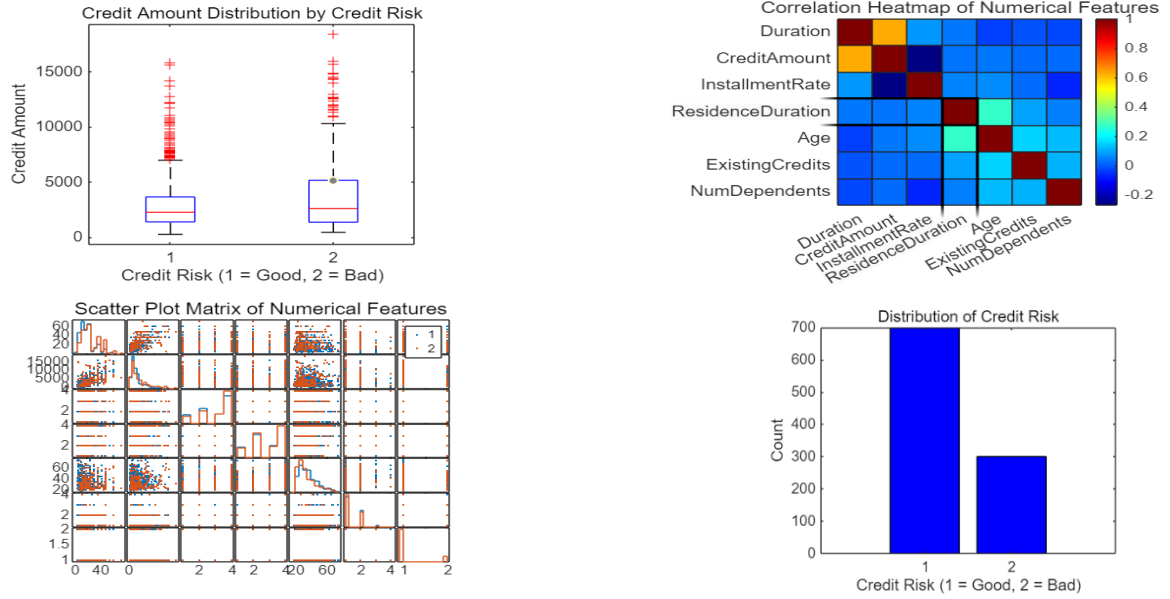 Credit Amount Distribution by Credit Risk
15000
10000
5000
0
Credit Amount
1 2
Credit Risk (1 = Good, 2 = Bad)
Correlation Heatmap of Numerical Features
Duration
CreditAmount
InstallmentRate
ResidenceDuration
Age
ExistingCredits
NumDependents
Duration
CreditAmount
InstallmentRate
ResidenceDuration
Age
ExistingCredits
NumDependents
1
0.8
0.6
0.4
0.2
0
-0.2
Scatter Plot Matrix of Numerical Features
1
2
60
40
20
15000
10000
5000
2
4
2
60
40
20
4
2
2
1.5
1
0 40 0 2 4 2 4 20 60 2 4 1 2
Distribution of Credit Risk
700
600
500
400
300
200
100
0
Count
1 2
Credit Risk (1 = Good, 2 = Bad)